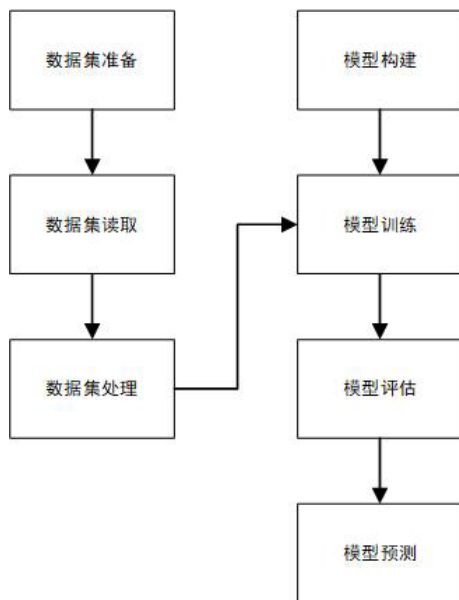 数据集准备
数据集读取
数据集处理
模型构建
模型训练
模型评估
模型预测